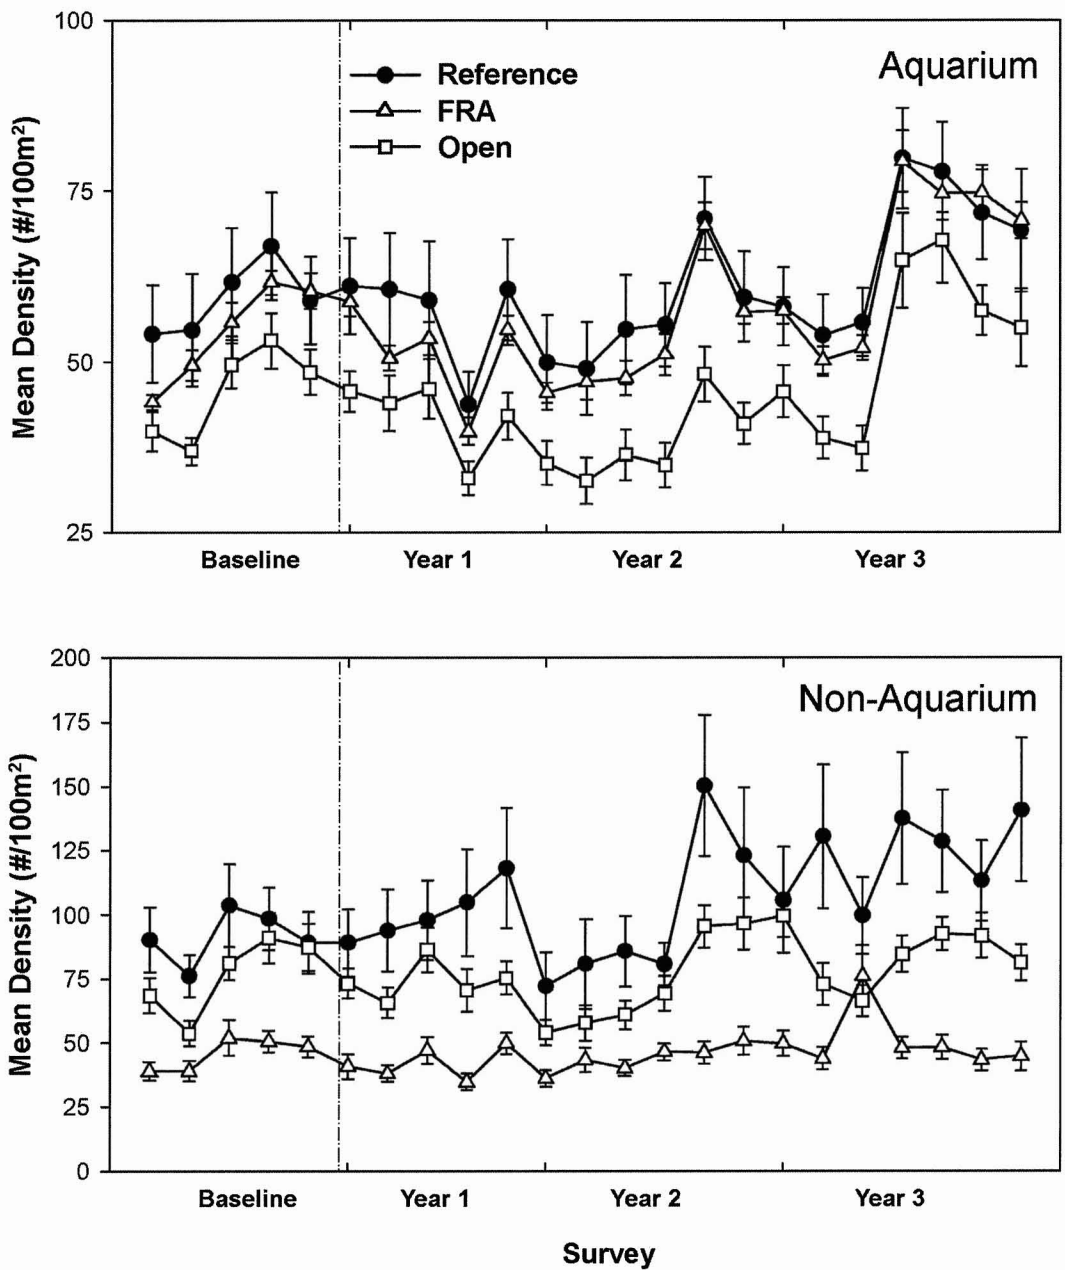 100
75
50
25
Mean Density (#/100m²)
Reference
FRA
Open
Aquarium
Baseline Year 1 Year 2 Year 3
200
175
150
125
100
75
50
25
0
Mean Density (#/100m²)
Non-Aquarium
Baseline Year 1 Year 2 Year 3
Survey